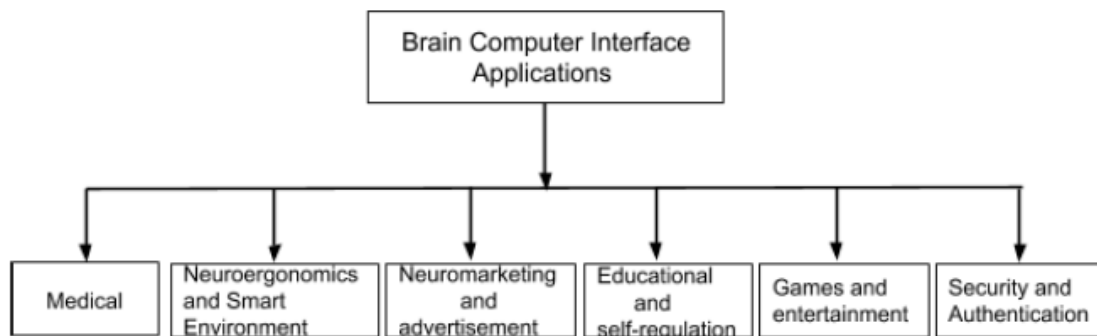 Brain Computer Interface
Applications
Medical
Neuroergonomics
and Smart
Environment
Neuromarketing
and
advertisement
Educational
and
self-regulation
Games and
entertainment
Security and
Authentication